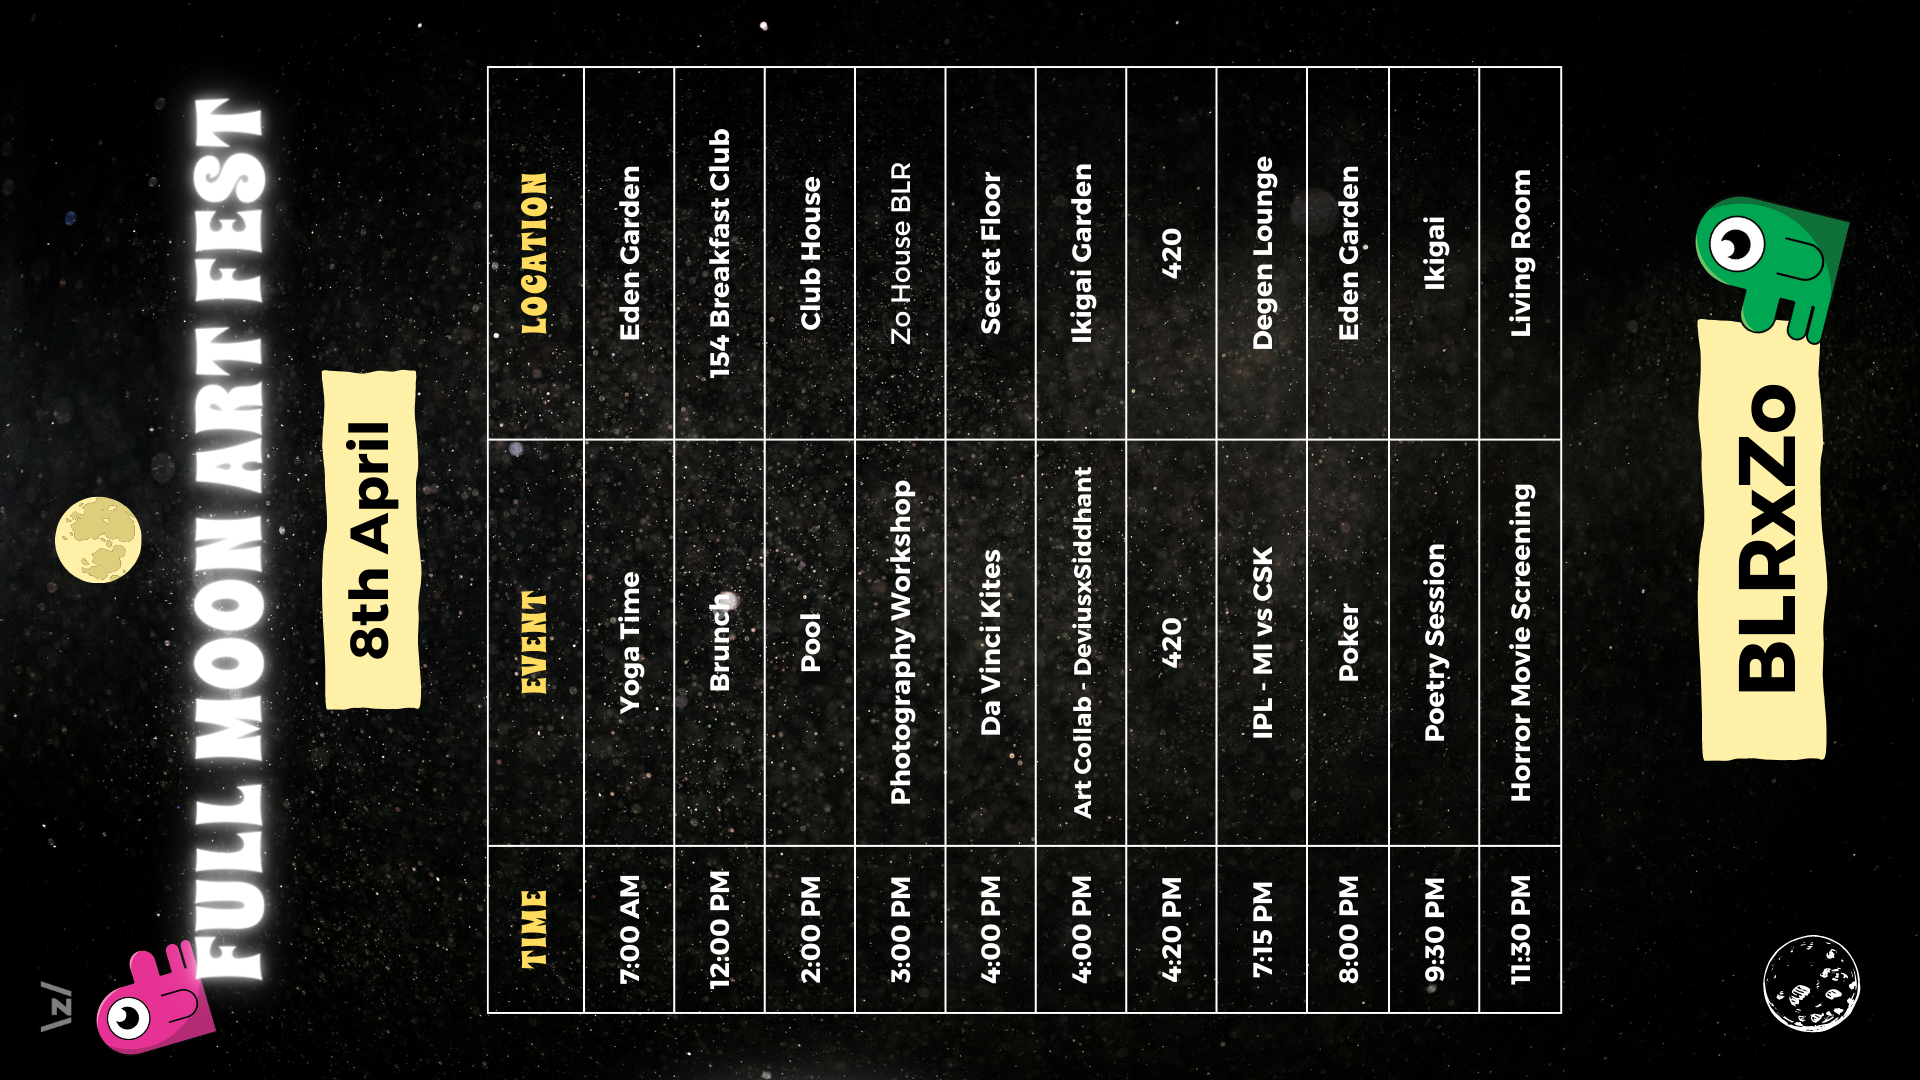 \z/
FULL MOON ART FEST
8th April
TIME EVENT LOCATION
7:00 AM Yoga Time Eden Garden
12:00 PM Brunch 154 Breakfast Club
2:00 PM Pool Club House
3:00 PM Photography Workshop Zo House BLR
4:00 PM Da Vinci Kites Secret Floor
4:00 PM Art Collab - DeviusxSiddhant Ikigai Garden
4:20 PM 420 420
7:15 PM IPL - MI vs CSK Degen Lounge
8:00 PM Poker Eden Garden
9:30 PM Poetry Session Ikigai
11:30 PM Horror Movie Screening Living Room
BLRxZo